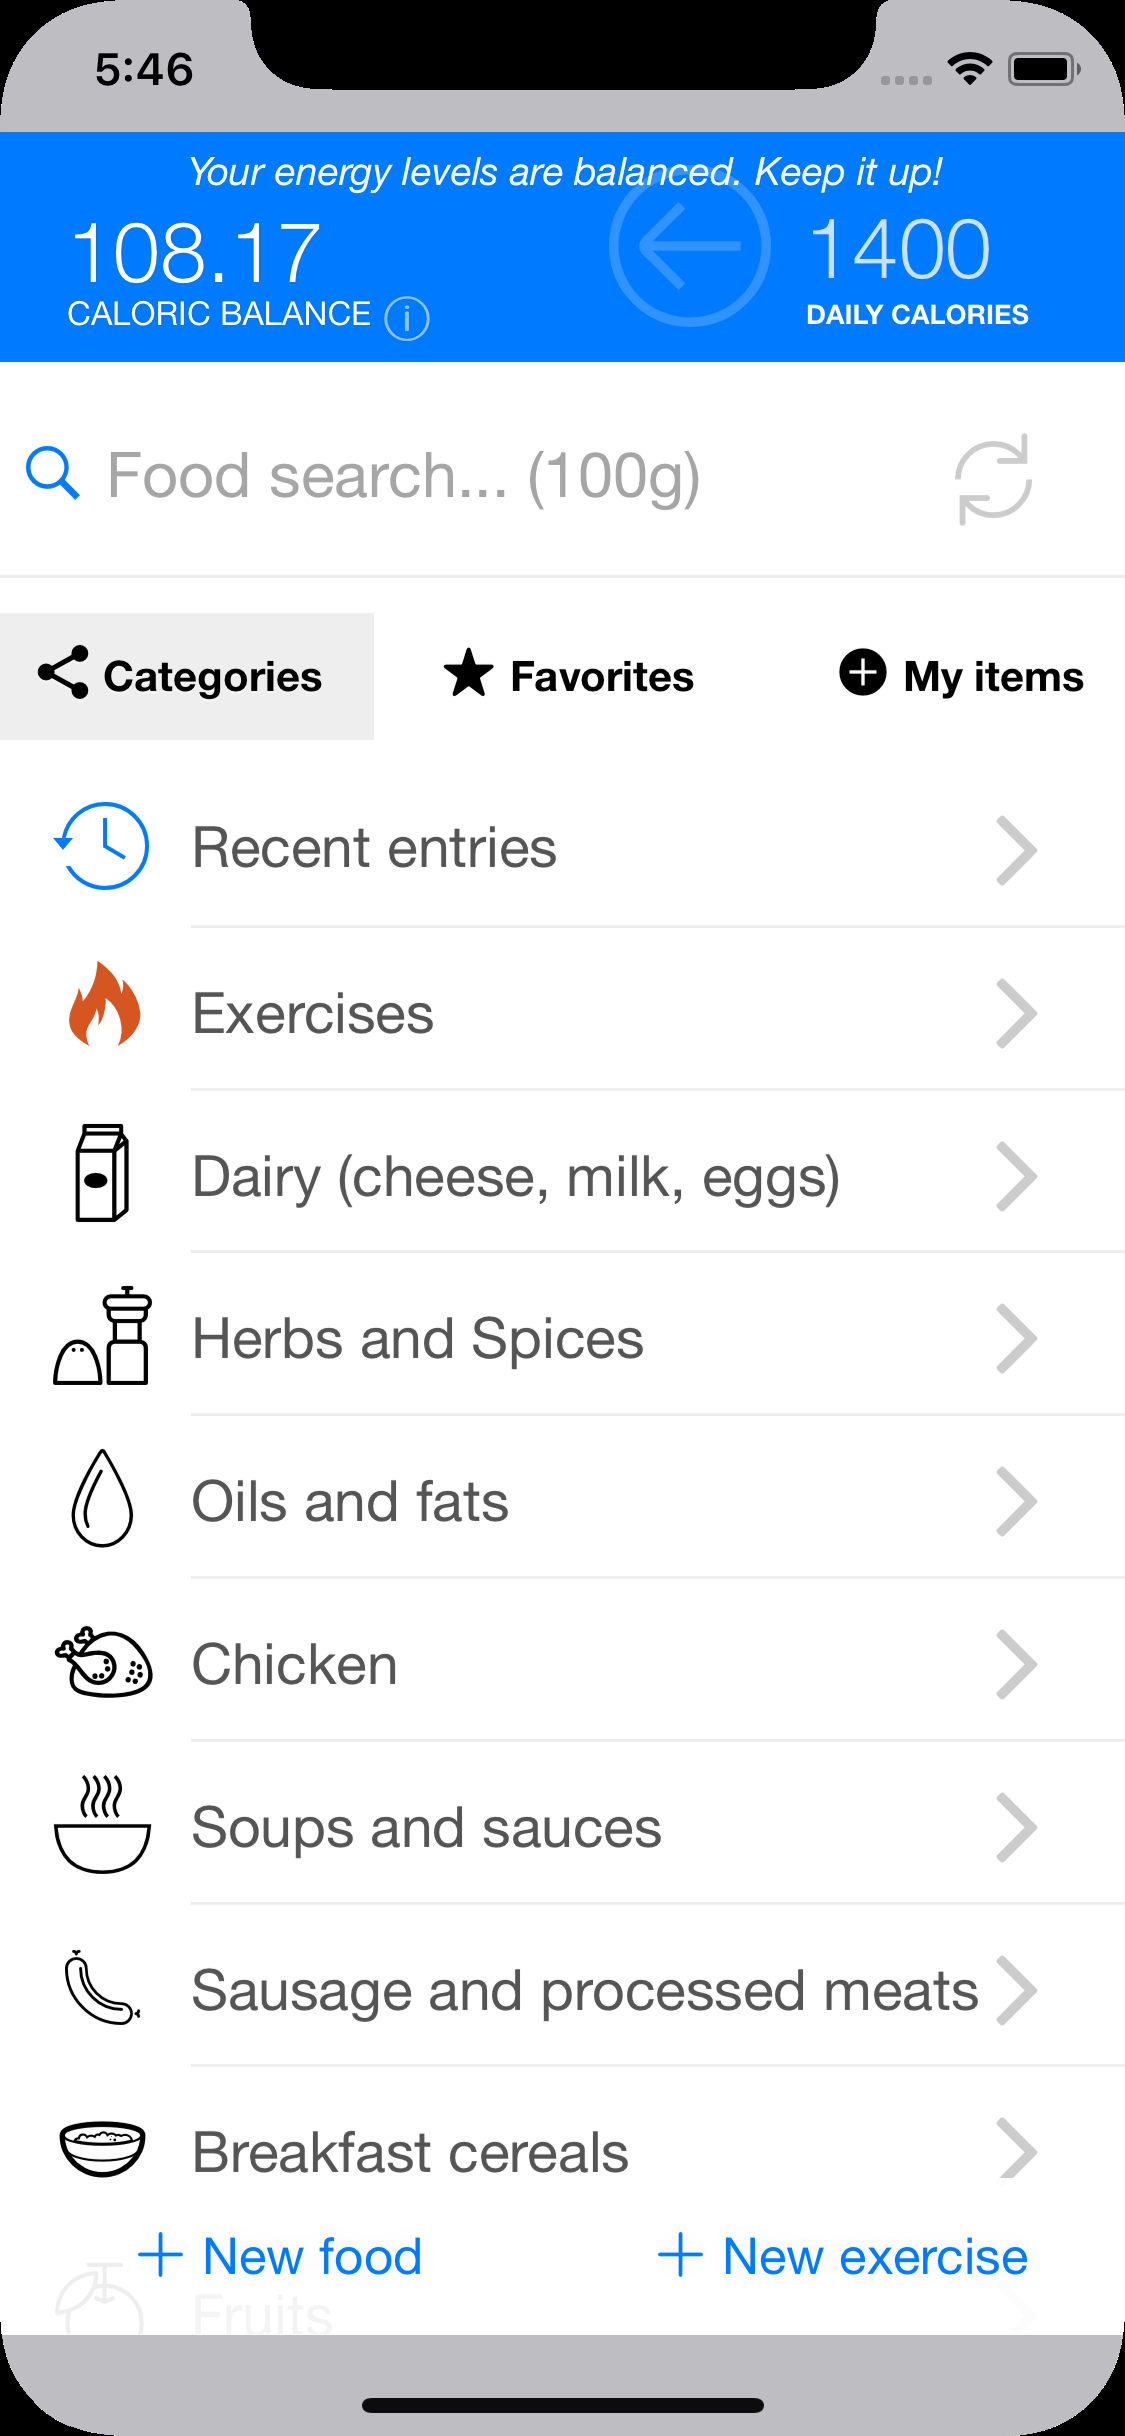 5:46
Your energy levels are balanced. Keep it up!
108.17
1400
CALORIC BALANCE
DAILY CALORIES
Food search... (100g)
Categories
Favorites
My items
Recent entries
Exercises
Dairy (cheese, milk, eggs)
Herbs and Spices
Oils and fats
Chicken
Soups and sauces
Sausage and processed meats
Breakfast cereals
+ New food
+ New exercise
Fruits